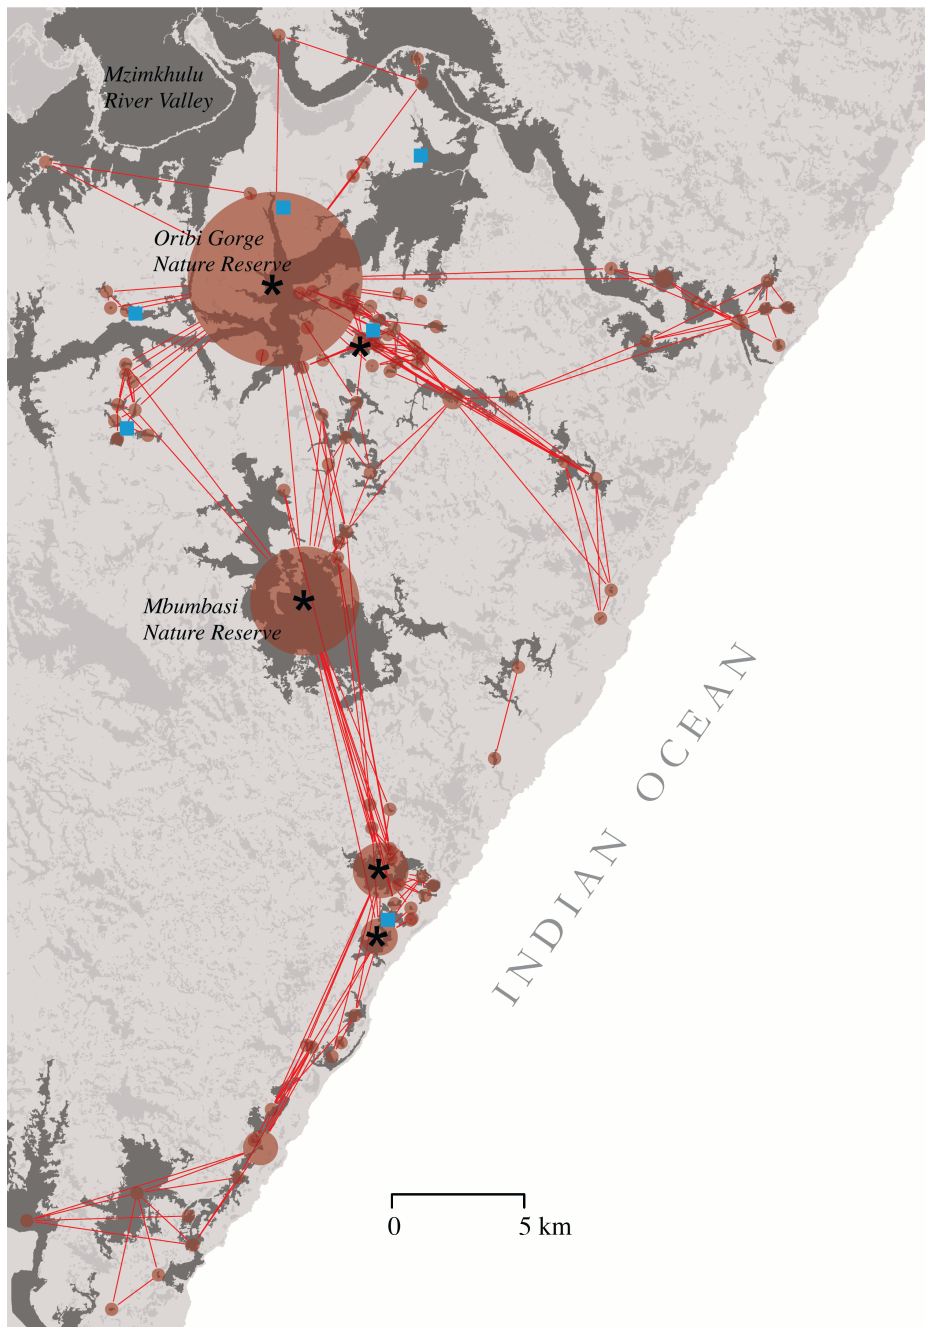 Mzimkhulu
River Valley
Oribi Gorge
Nature Reserve
*
*
*
Mbumbasi
Nature Reserve
INDIAN OCEAN
*
*
0 5 km